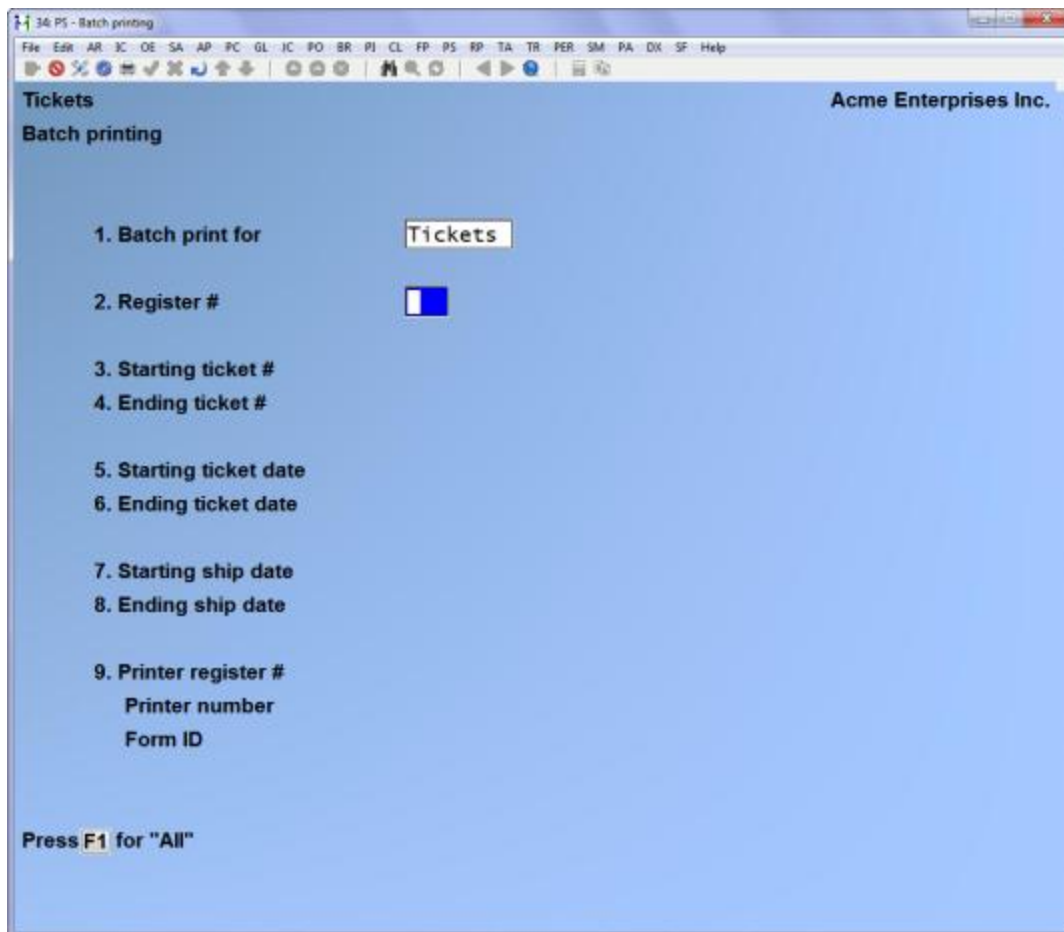 34: PS - Batch printing
File Edit AR IC OE SA AP PC GL JC PO BR PI CL FP PS RP TA TR PER SM PA DX SF Help
Tickets Acme Enterprises Inc.
Batch printing
1. Batch print for Tickets
2. Register #
3. Starting ticket #
4. Ending ticket #
5. Starting ticket date
6. Ending ticket date
7. Starting ship date
8. Ending ship date
9. Printer register #
Printer number
Form ID
Press F1 for "All"